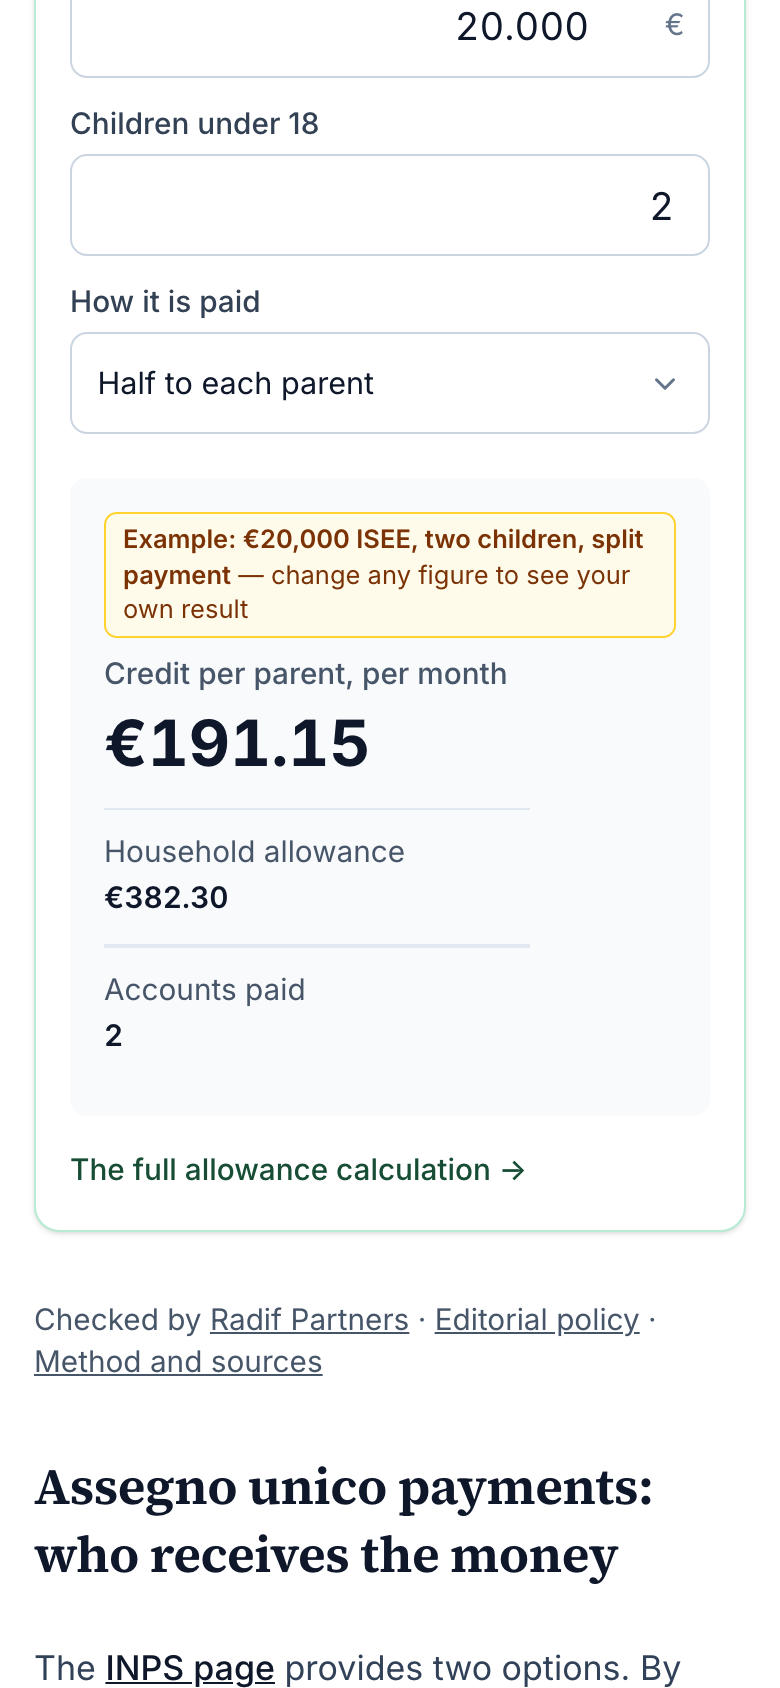 20.000 €
Children under 18
2
How it is paid
Half to each parent
Example: €20,000 ISEE, two children, split
payment — change any figure to see your
own result
Credit per parent, per month
€191.15
Household allowance
€382.30
Accounts paid
2
The full allowance calculation →
Checked by Radif Partners · Editorial policy ·
Method and sources
Assegno unico payments:
who receives the money
The INPS page provides two options. By